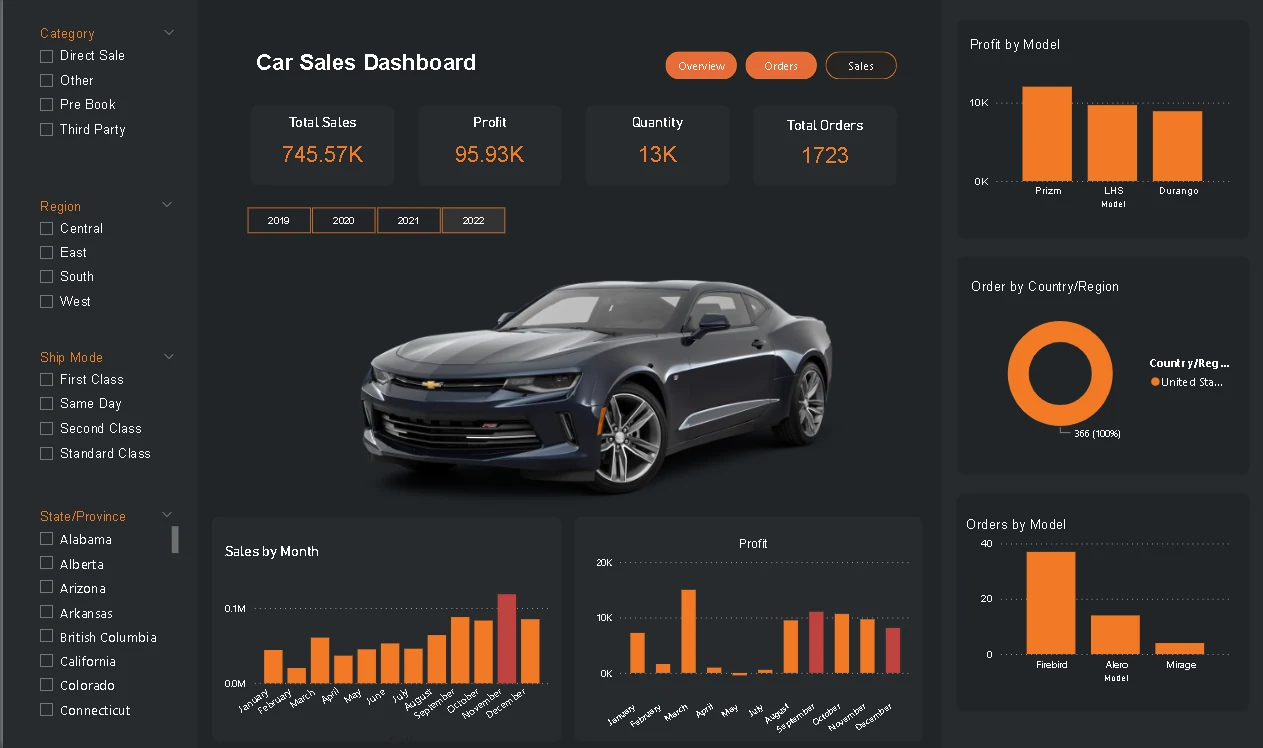 Category
Direct Sale
Other
Pre Book
Third Party
Region
Central
East
South
West
Ship Mode
First Class
Same Day
Second Class
Standard Class
State/Province
Alabama
Alberta
Arizona
Arkansas
British Columbia
California
Colorado
Connecticut
Car Sales Dashboard
Overview
Orders
Sales
Total Sales
745.57K
Profit
95.93K
Quantity
13K
Total Orders
1723
2019
2020
2021
2022
Sales by Month
0.1M
0.0M
January
February
March
April
May
June
July
August
September
October
November
December
Profit
20K
10K
0K
January
February
March
April
May
July
August
September
October
November
December
Profit by Model
10K
0K
Prizm
LHS
Durango
Model
Order by Country/Region
Country/Reg...
United Sta...
366 (100%)
Orders by Model
40
20
0
Firebird
Alero
Mirage
Model